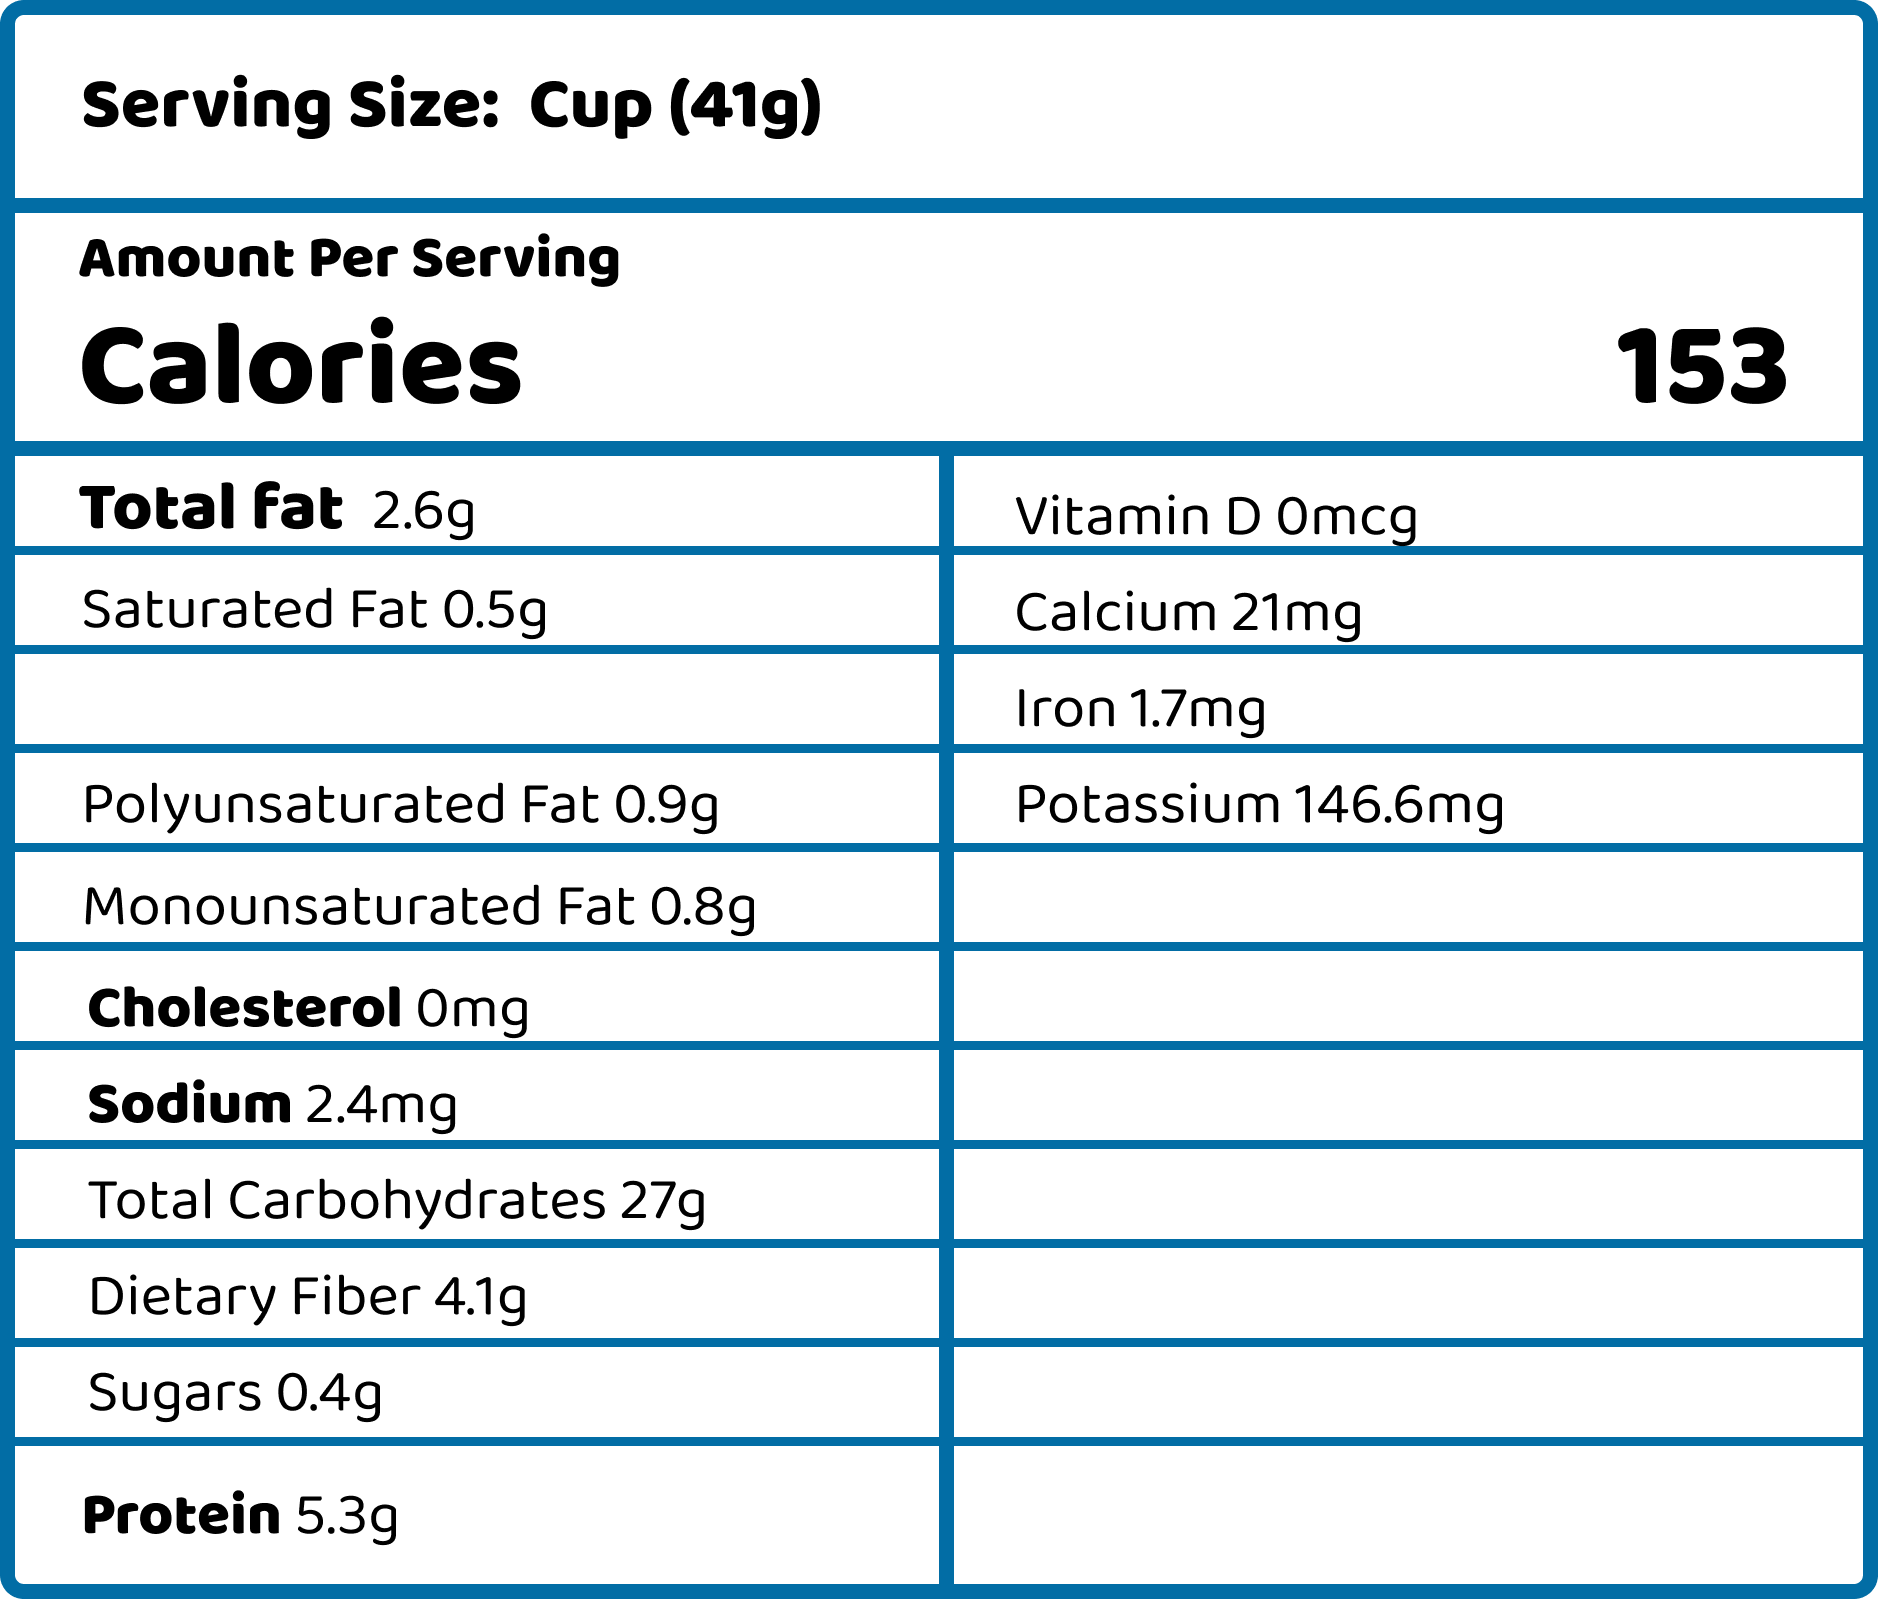 Serving Size: Cup (41g)
Amount Per Serving
Calories 153
Total fat 2.6g
Saturated Fat 0.5g
Polyunsaturated Fat 0.9g
Monounsaturated Fat 0.8g
Cholesterol 0mg
Sodium 2.4mg
Total Carbohydrates 27g
Dietary Fiber 4.1g
Sugars 0.4g
Protein 5.3g
Vitamin D 0mcg
Calcium 21mg
Iron 1.7mg
Potassium 146.6mg